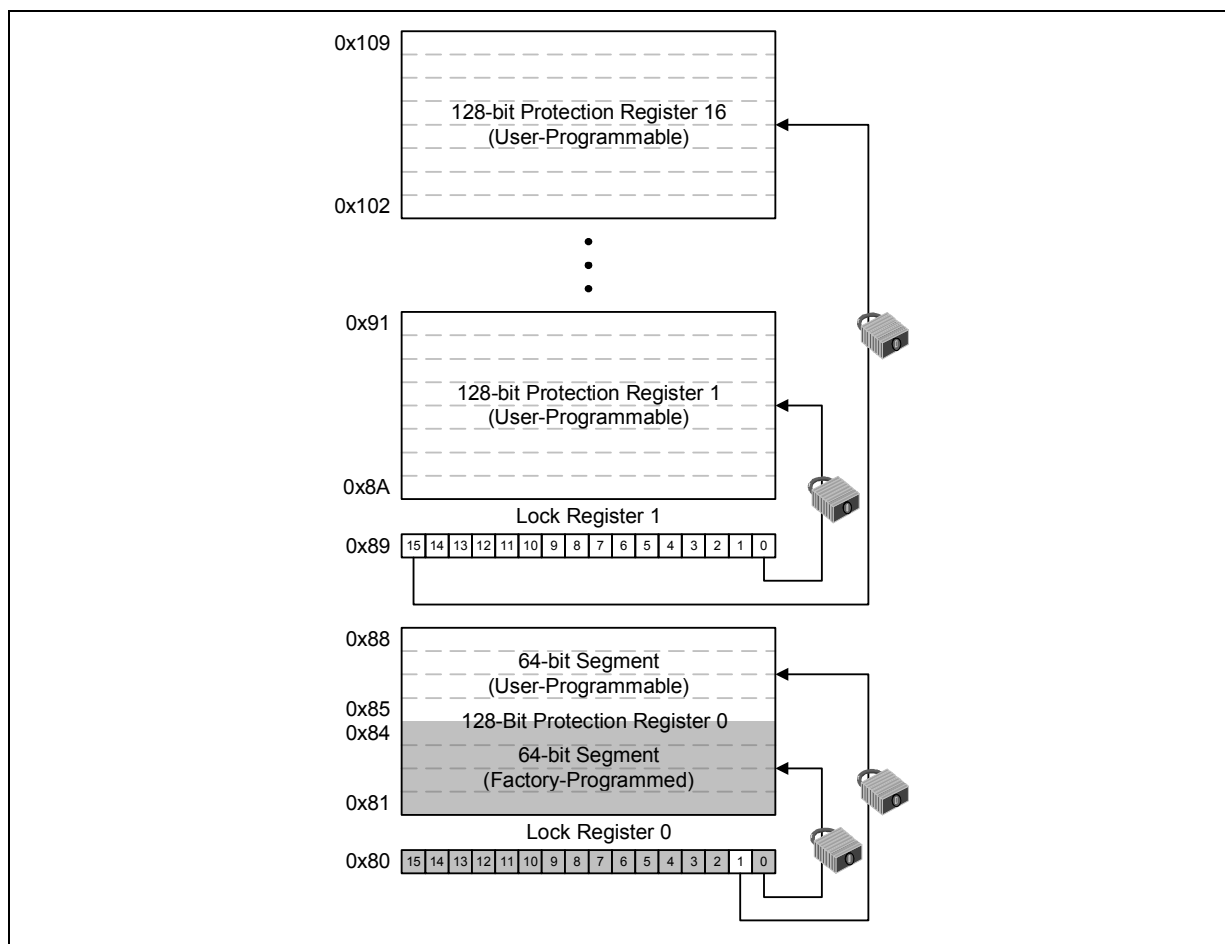 0x109
128-bit Protection Register 16
(User-Programmable)
0x102
0x91
128-bit Protection Register 1
(User-Programmable)
0x8A
Lock Register 1
0x89 15 14 13 12 11 10 9 8 7 6 5 4 3 2 1 0
0x88
64-bit Segment
(User-Programmable)
0x85
128-Bit Protection Register 0
0x84
64-bit Segment
(Factory-Programmed)
0x81
Lock Register 0
0x80 15 14 13 12 11 10 9 8 7 6 5 4 3 2 1 0